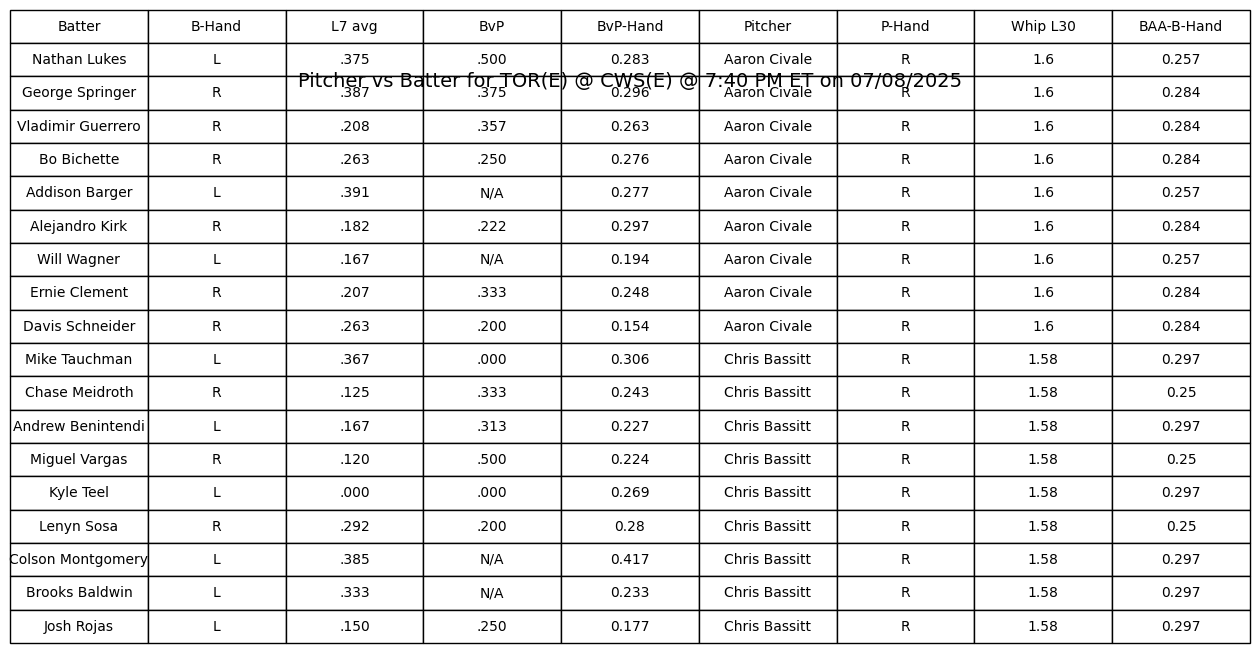 Batter B-Hand L7 avg BvP BvP-Hand Pitcher P-Hand Whip L30 BAA-B-Hand
Nathan Lukes L .375 .500 0.283 Aaron Civale R 1.6 0.257
Pitcher vs Batter for TOR(E) @ CWS(E) @ 7:40 PM ET on 07/08/2025
George Springer R .387 .375 0.296 Aaron Civale R 1.6 0.284
Vladimir Guerrero R .208 .357 0.263 Aaron Civale R 1.6 0.284
Bo Bichette R .263 .250 0.276 Aaron Civale R 1.6 0.284
Addison Barger L .391 N/A 0.277 Aaron Civale R 1.6 0.257
Alejandro Kirk R .182 .222 0.297 Aaron Civale R 1.6 0.284
Will Wagner L .167 N/A 0.194 Aaron Civale R 1.6 0.257
Ernie Clement R .207 .333 0.248 Aaron Civale R 1.6 0.284
Davis Schneider R .263 .200 0.154 Aaron Civale R 1.6 0.284
Mike Tauchman L .367 .000 0.306 Chris Bassitt R 1.58 0.297
Chase Meidroth R .125 .333 0.243 Chris Bassitt R 1.58 0.25
Andrew Benintendi L .167 .313 0.227 Chris Bassitt R 1.58 0.297
Miguel Vargas R .120 .500 0.224 Chris Bassitt R 1.58 0.25
Kyle Teel L .000 .000 0.269 Chris Bassitt R 1.58 0.297
Lenyn Sosa R .292 .200 0.28 Chris Bassitt R 1.58 0.25
Colson Montgomery L .385 N/A 0.417 Chris Bassitt R 1.58 0.297
Brooks Baldwin L .333 N/A 0.233 Chris Bassitt R 1.58 0.297
Josh Rojas L .150 .250 0.177 Chris Bassitt R 1.58 0.297